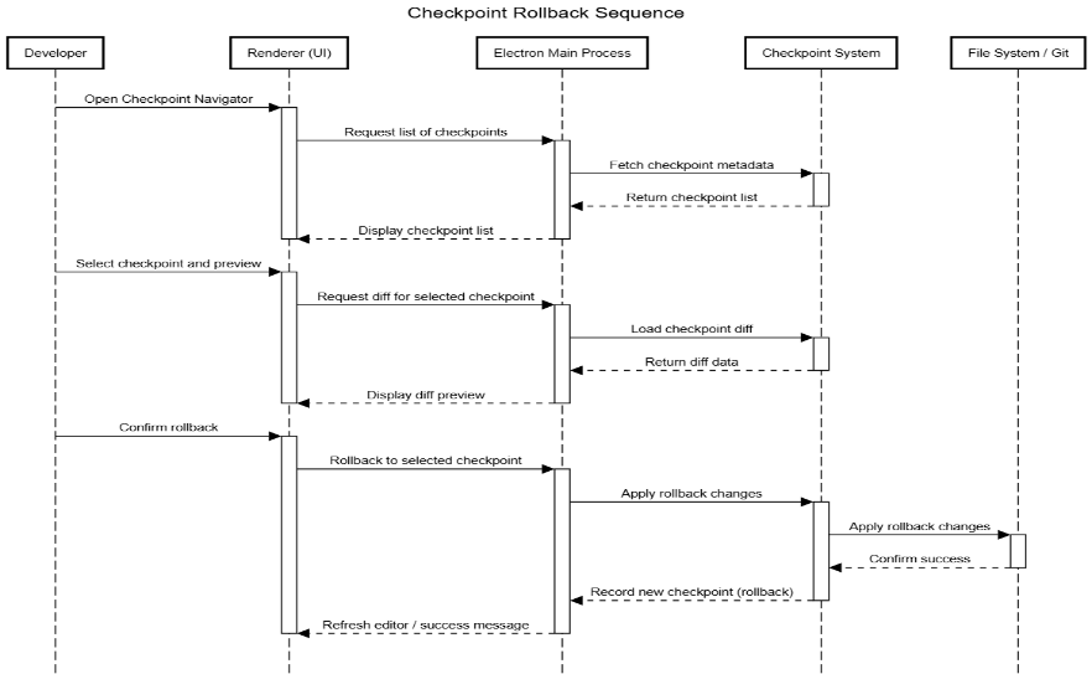 Checkpoint Rollback Sequence
Developer
Renderer (UI)
Electron Main Process
Checkpoint System
File System / Git
Open Checkpoint Navigator
Request list of checkpoints
Fetch checkpoint metadata
Return checkpoint list
Display checkpoint list
Select checkpoint and preview
Request diff for selected checkpoint
Load checkpoint diff
Return diff data
Display diff preview
Confirm rollback
Rollback to selected checkpoint
Apply rollback changes
Apply rollback changes
Confirm success
Record new checkpoint (rollback)
Refresh editor / success message